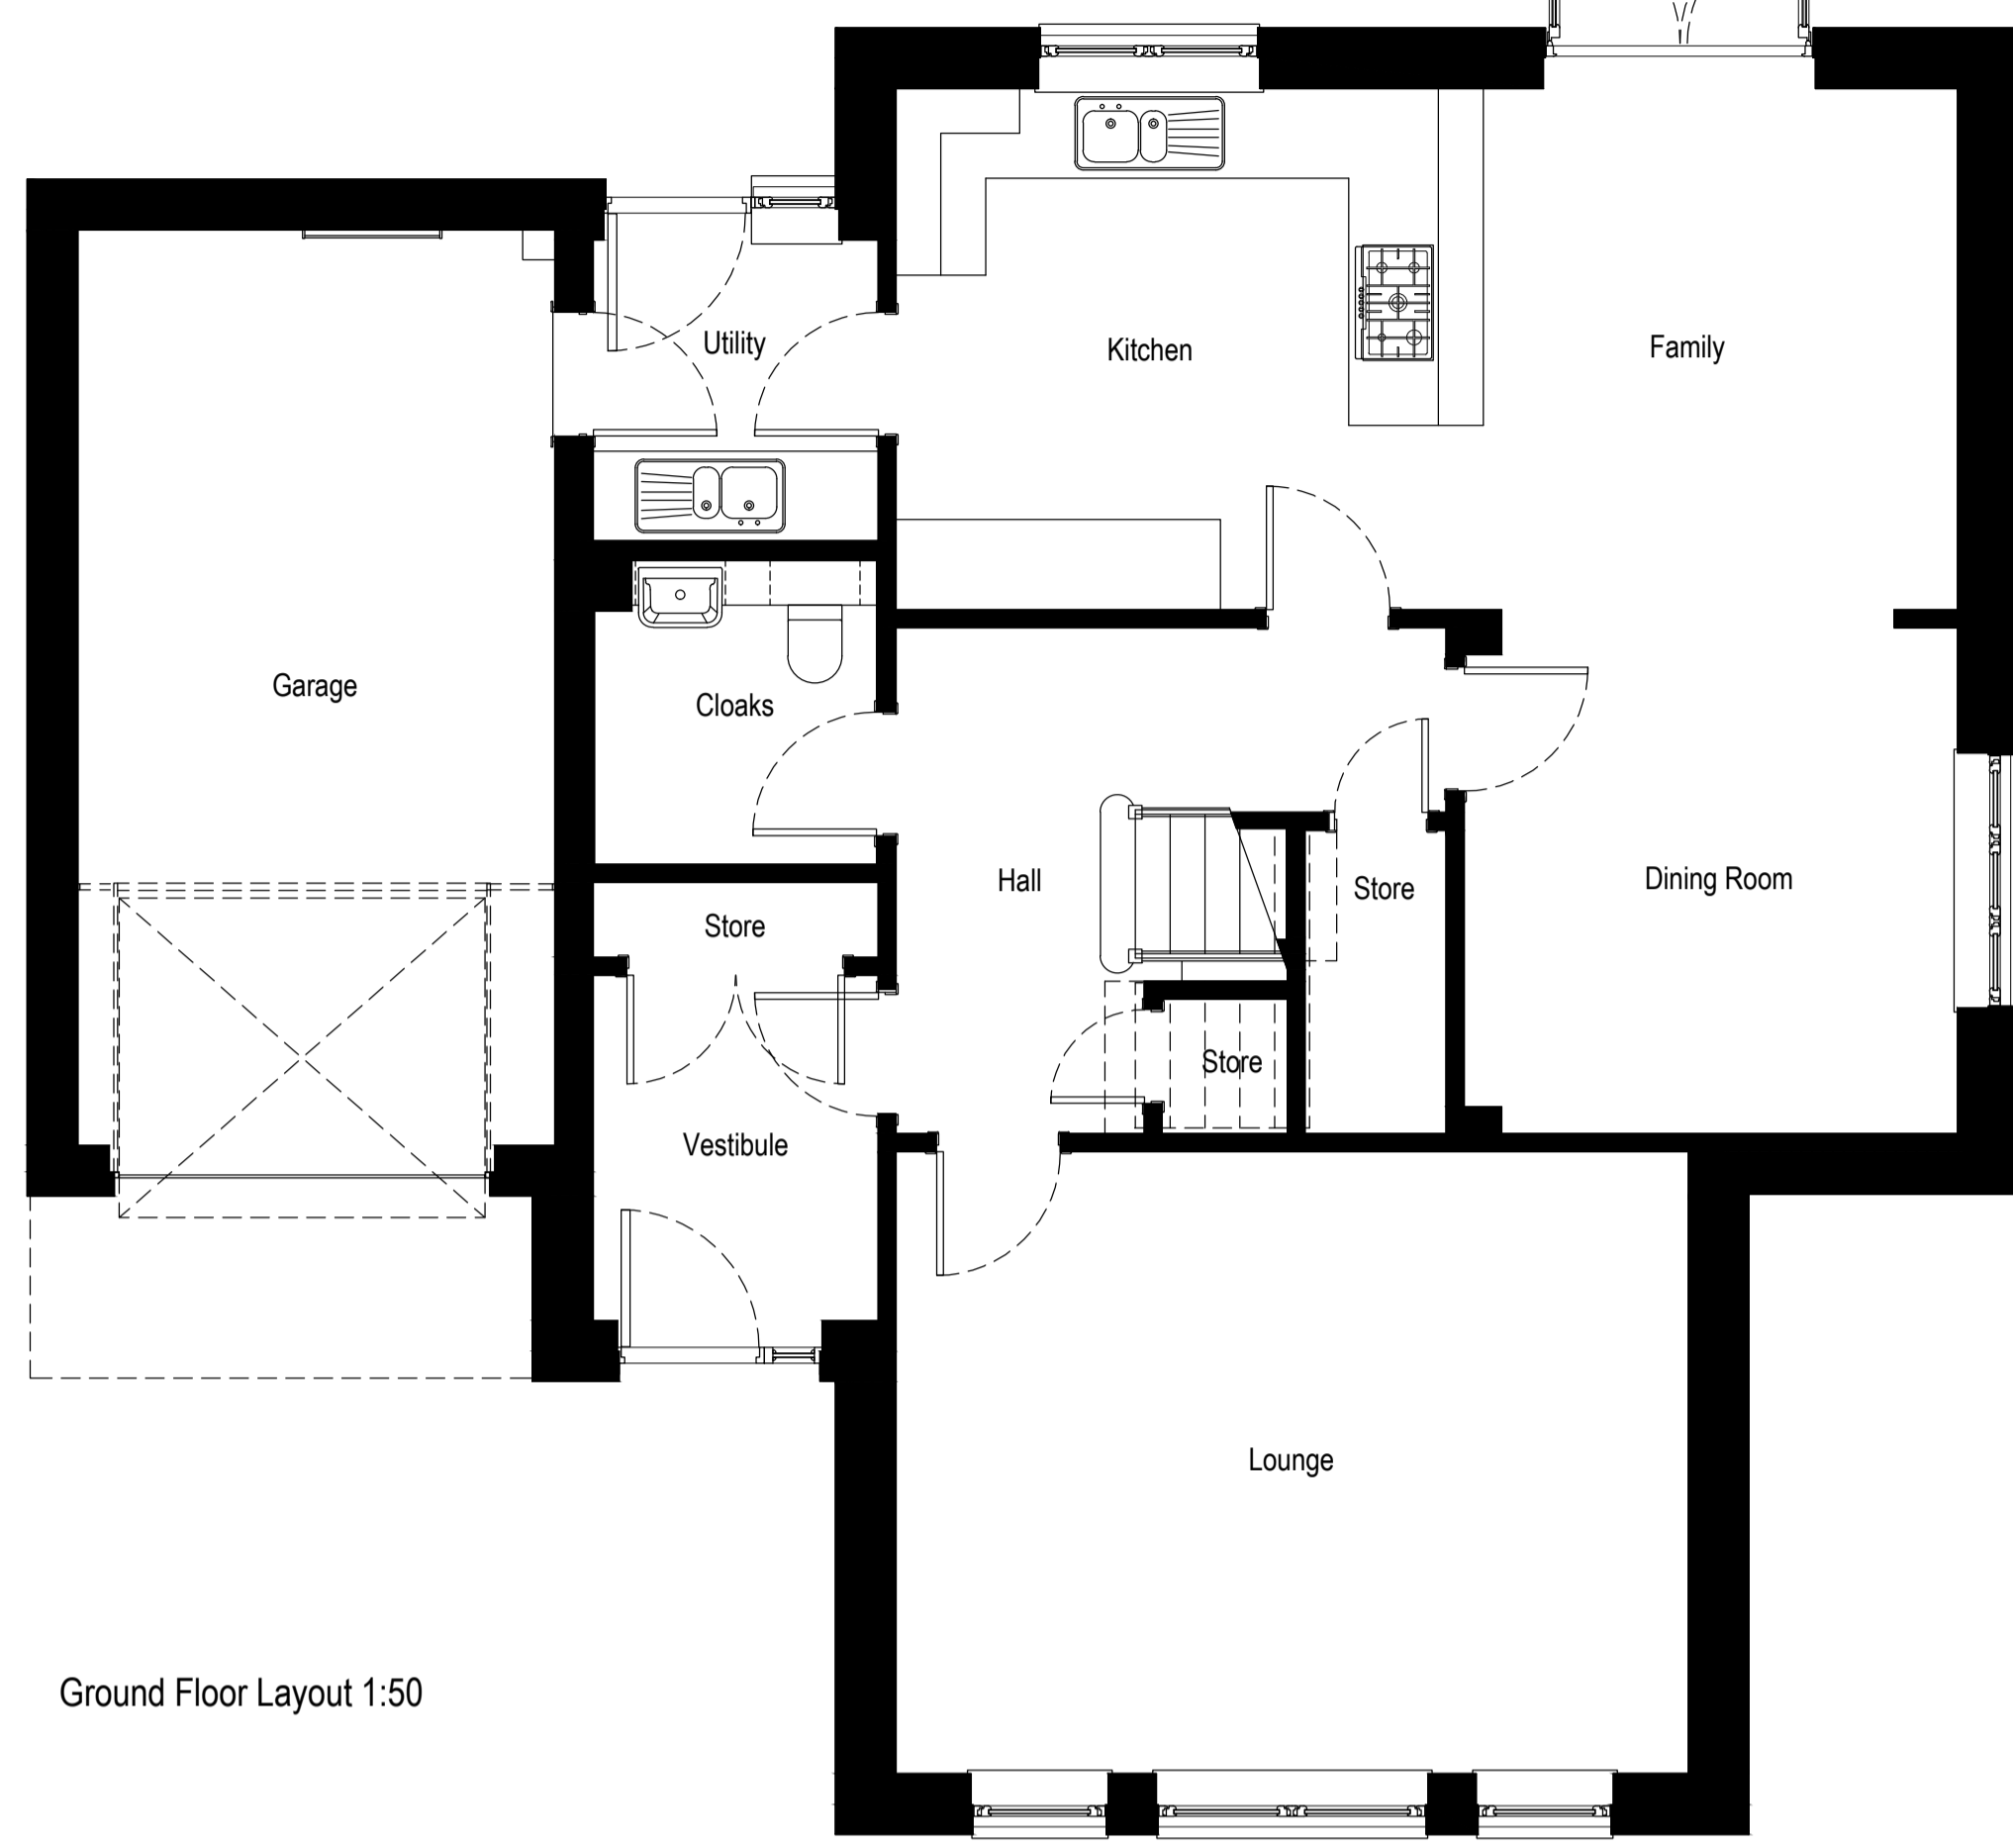 Utility
Kitchen
Family
Garage
Cloaks
Hall
Store
Dining Room
Store
Store
Vestibule
Lounge
Ground Floor Layout 1:50